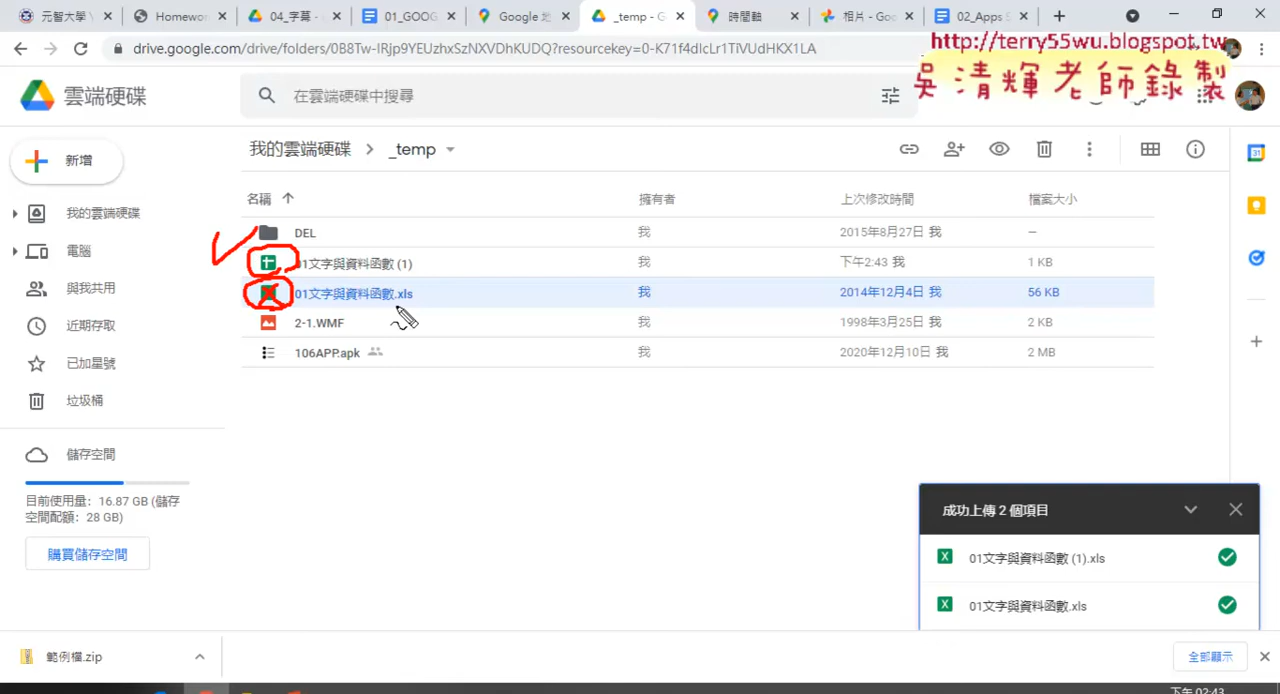 元智大學 V
Homewor
04_字幕 -
01_GOOG
Google 地
_temp - G
時間軸
相片 - Goo
02_Apps S
drive.google.com/drive/folders/0B8Tw-IRjp9YEUzhxSzNXVDhKUDQ?resourcekey=0-K71f4dIcLr1TiVUdHKX1LA
http://terry55wu.blogspot.tw
吳清輝老師錄製
雲端硬碟
在雲端硬碟中搜尋
新增
我的雲端硬碟
電腦
與我共用
近期存取
已加星號
垃圾桶
儲存空間
目前使用量: 16.87 GB (儲存
空間配額: 28 GB)
購買儲存空間
我的雲端硬碟 > _temp
名稱 擁有者 上次修改時間 檔案大小
DEL 我 2015年8月27日 我 —
01文字與資料函數 (1) 我 下午2:43 我 1 KB
01文字與資料函數.xls 我 2014年12月4日 我 56 KB
2-1.WMF 我 1998年3月25日 我 2 KB
106APP.apk 我 2020年12月10日 我 2 MB
31
成功上傳 2 個項目
01文字與資料函數 (1).xls
01文字與資料函數.xls
範例檔.zip
全部顯示
下午 02:43